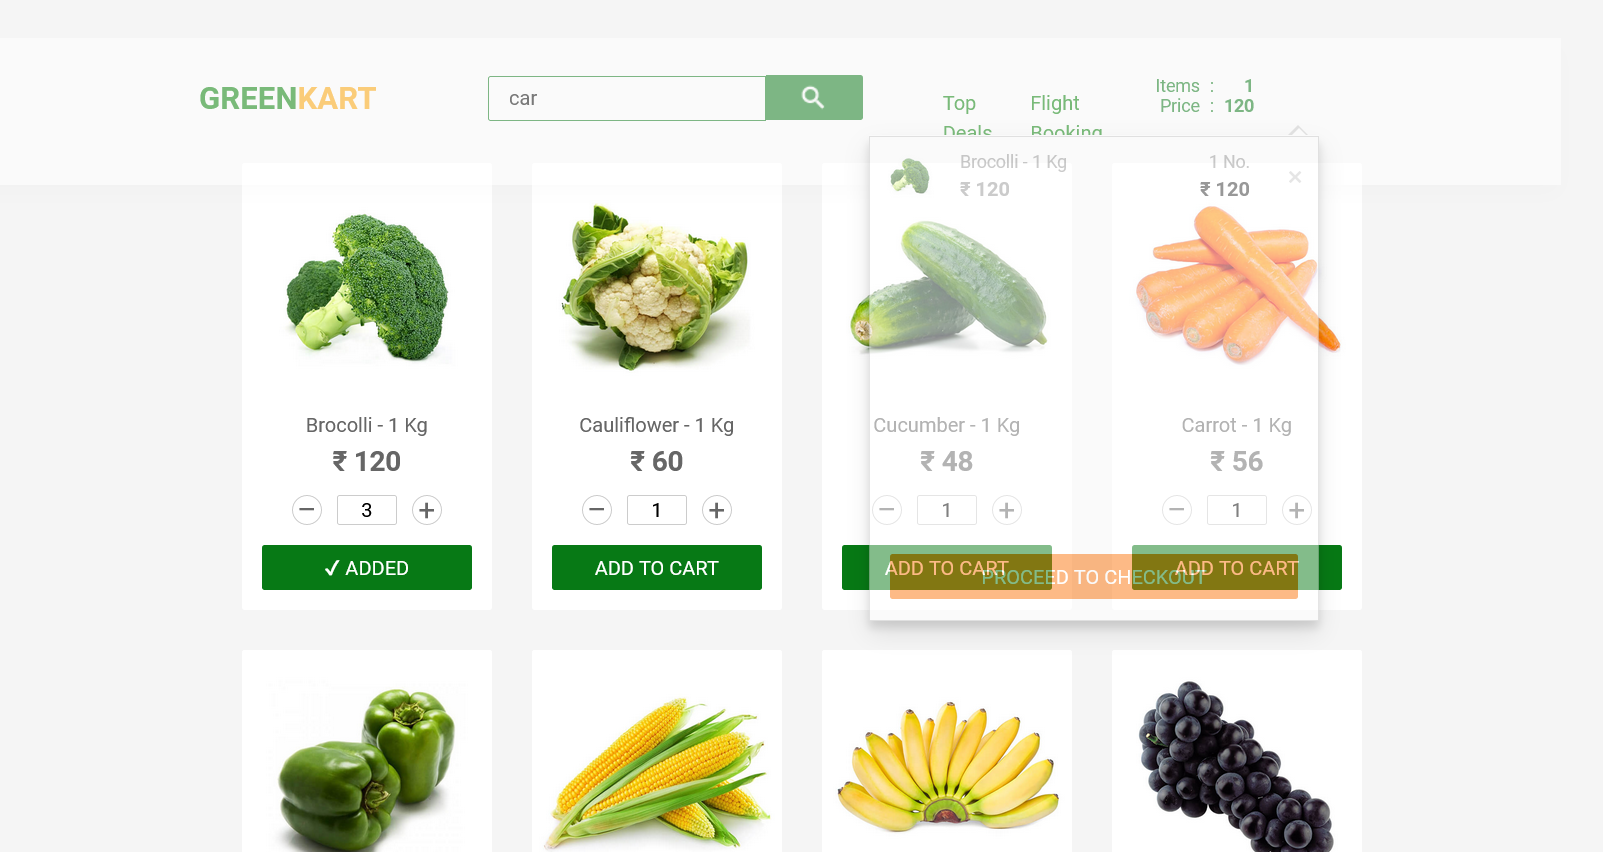 GREENKART
car
Top Deals
Flight Booking
Items : 1
Price : 120
Brocolli - 1 Kg
₹ 120
1 No.
₹ 120
×
Brocolli - 1 Kg
₹ 120
− 3 +
✓ ADDED
Cauliflower - 1 Kg
₹ 60
− 1 +
ADD TO CART
Cucumber - 1 Kg
₹ 48
− 1 +
ADD TO CART
Carrot - 1 Kg
₹ 56
− 1 +
ADD TO CART
PROCEED TO CHECKOUT